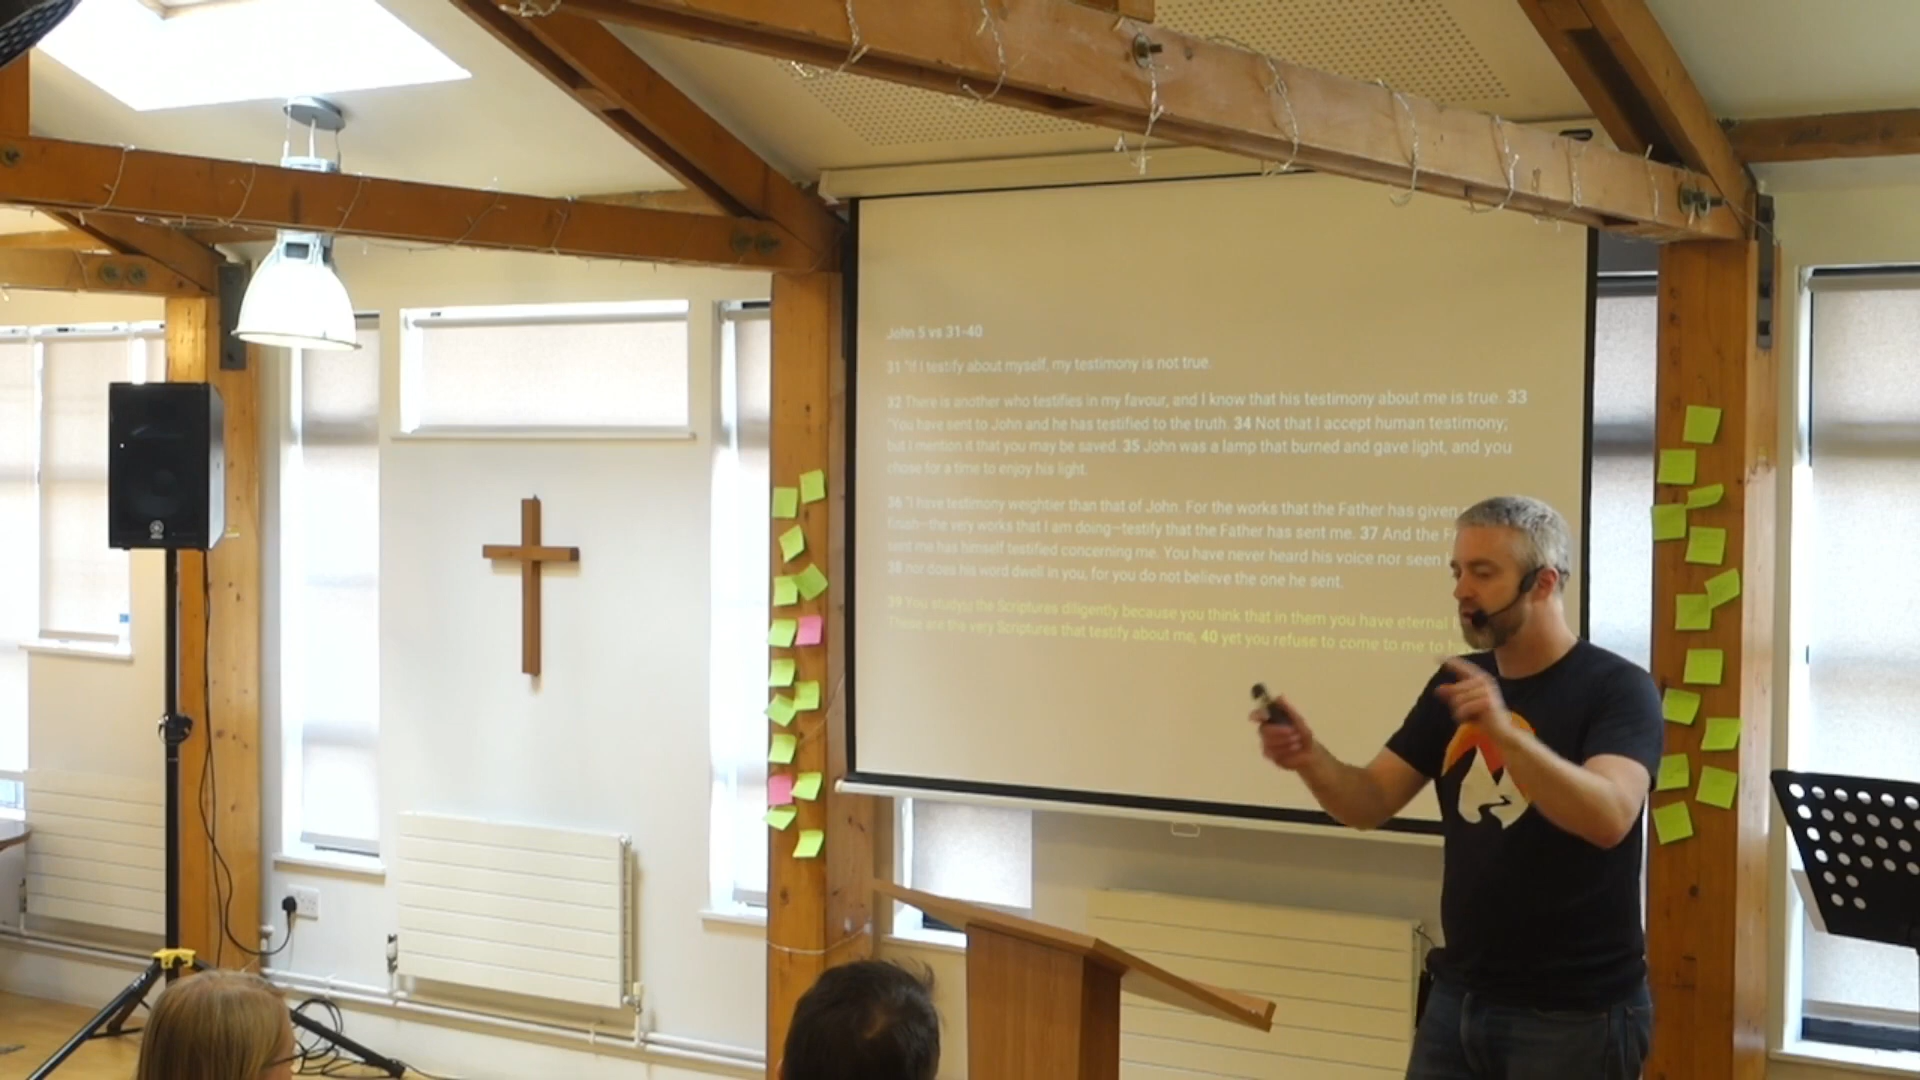 John 5 vs 31-40
31 "If I testify about myself, my testimony is not true.
32 There is another who testifies in my favour, and I know that his testimony about me is true. 33
"You have sent to John and he has testified to the truth. 34 Not that I accept human testimony;
but I mention it that you may be saved. 35 John was a lamp that burned and gave light, and you
chose for a time to enjoy his light.
36 "I have testimony weightier than that of John. For the works that the Father has given
finish—the very works that I am doing—testify that the Father has sent me. 37 And the
sent me has himself testified concerning me. You have never heard his voice nor seen
38 nor does his word dwell in you, for you do not believe the one he sent.
39 You study the Scriptures diligently because you think that in them you have eternal
These are the very Scriptures that testify about me, 40 yet you refuse to come to me to